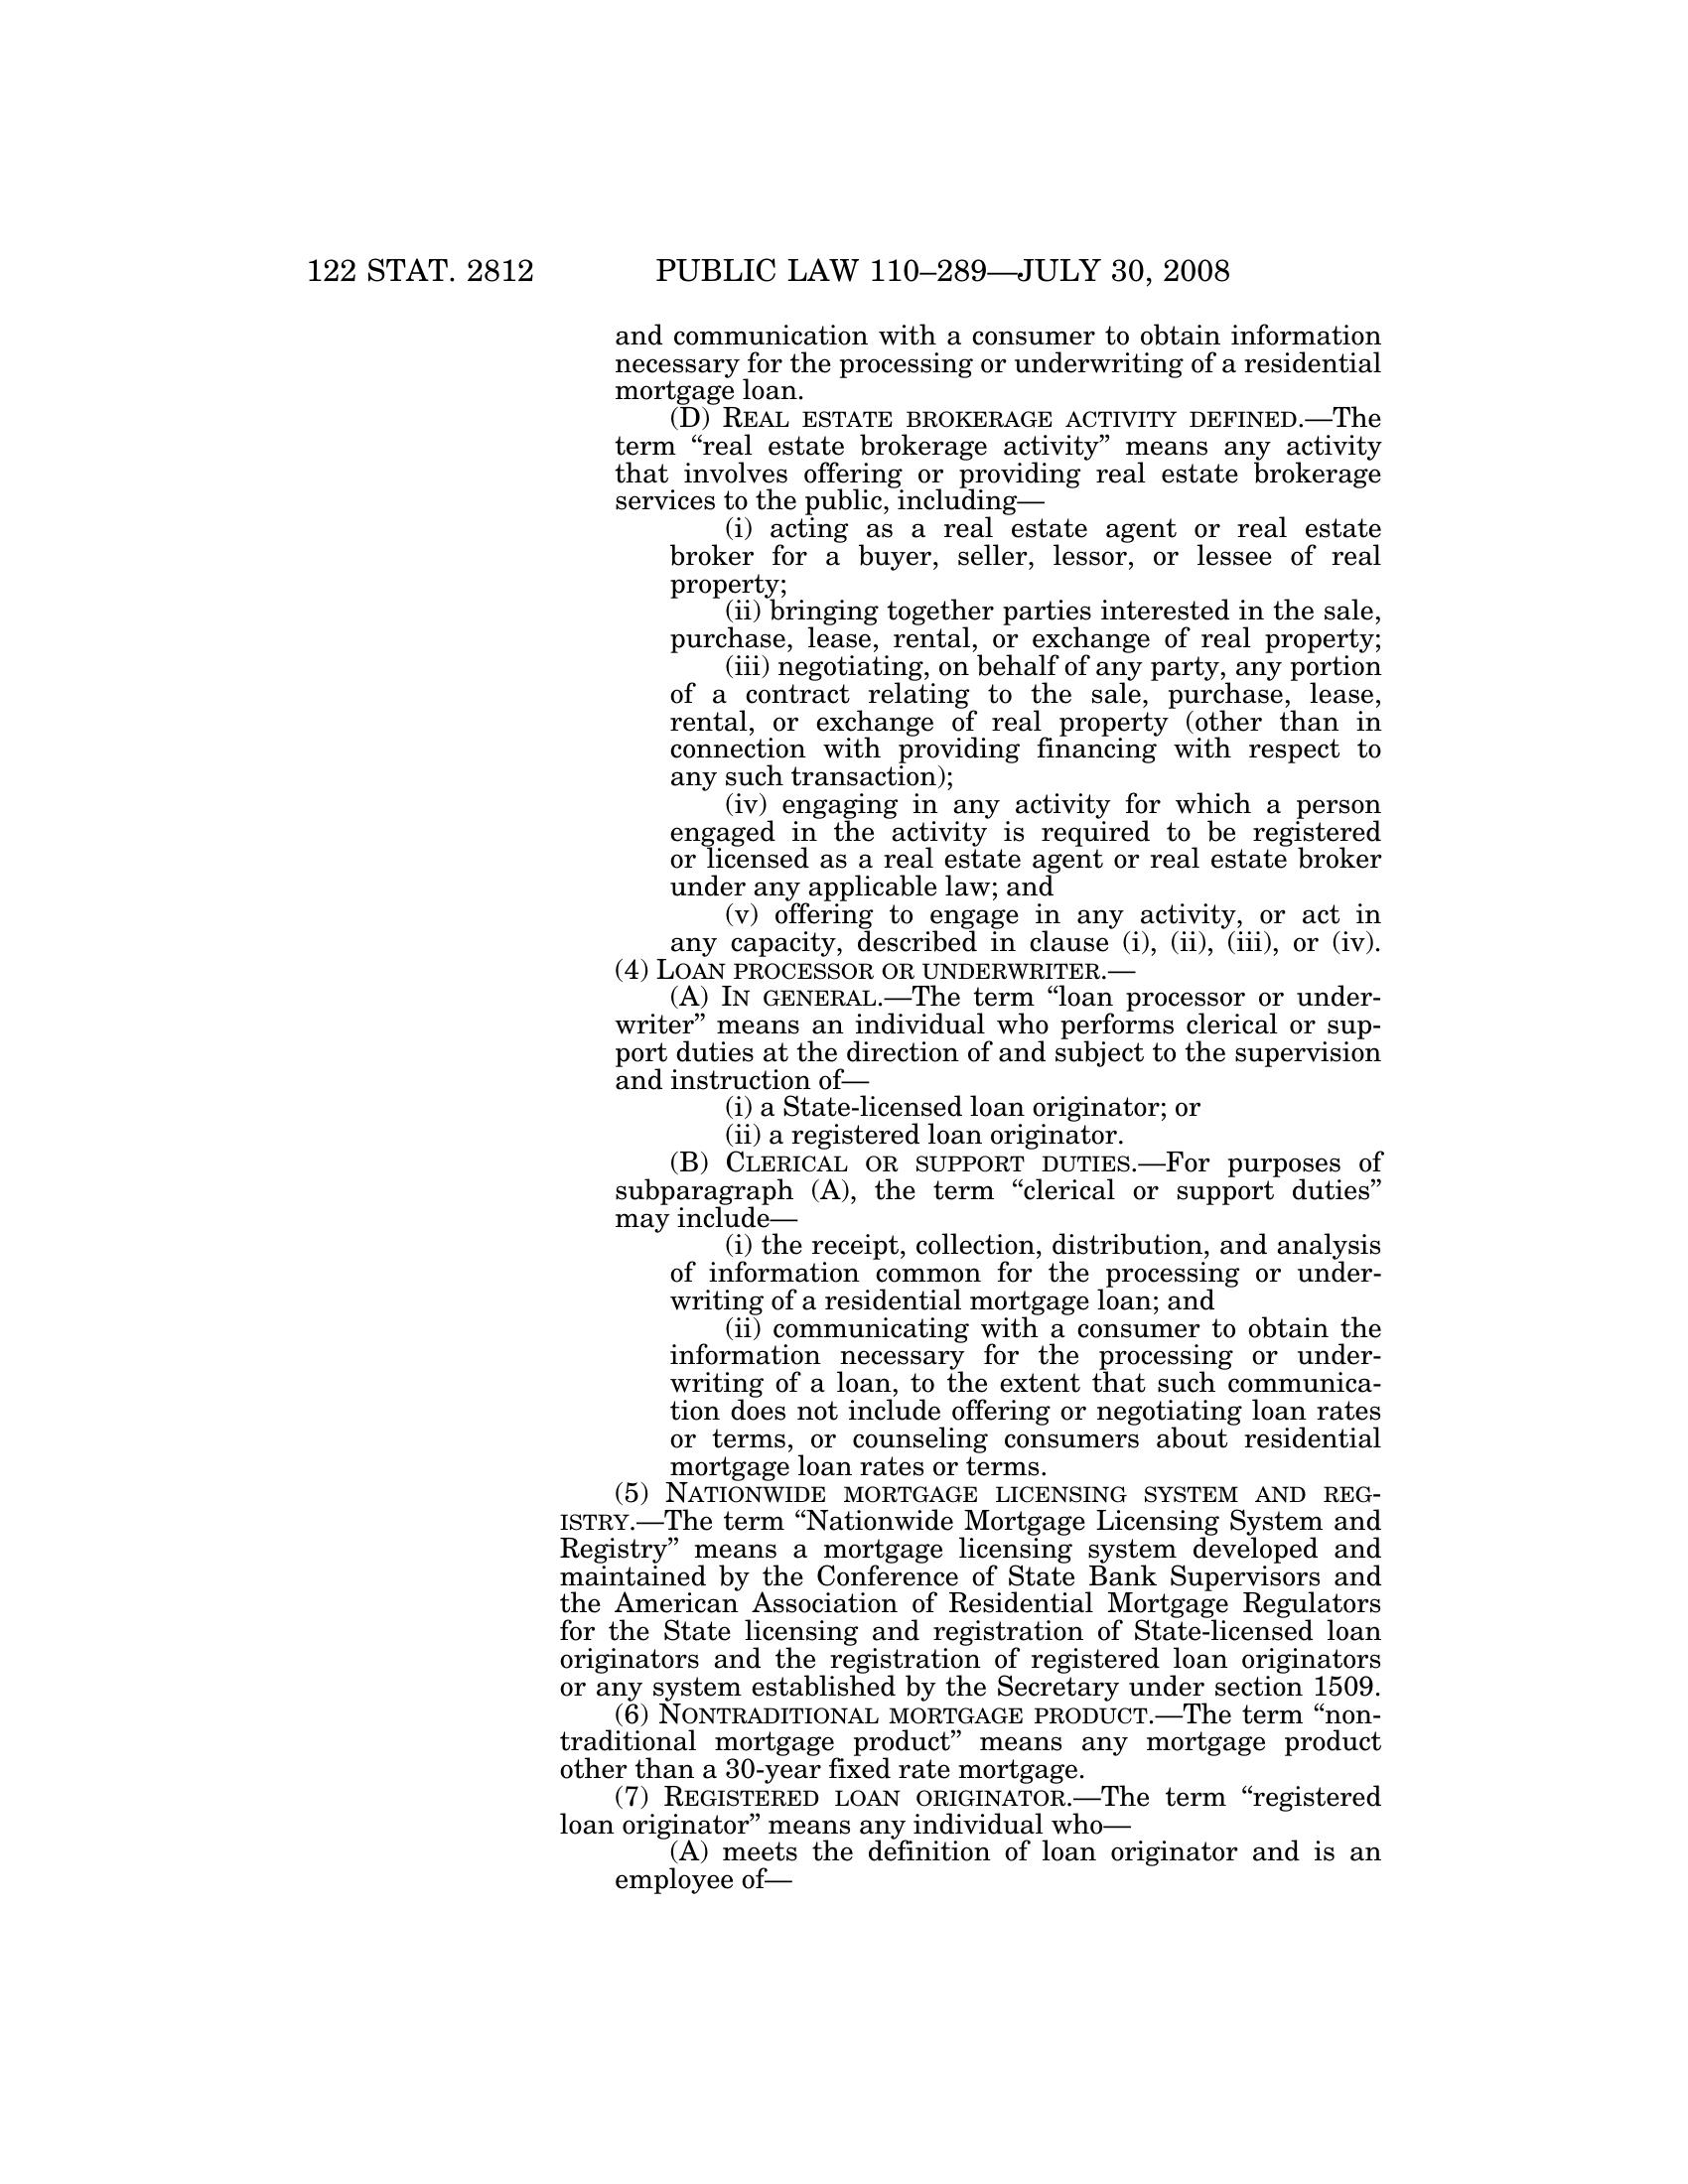 122 STAT. 2812 PUBLIC LAW 110–289—JULY 30, 2008
and communication with a consumer to obtain information
necessary for the processing or underwriting of a residential
mortgage loan.
(D) REAL ESTATE BROKERAGE ACTIVITY DEFINED.—The
term “real estate brokerage activity” means any activity
that involves offering or providing real estate brokerage
services to the public, including—
(i) acting as a real estate agent or real estate
broker for a buyer, seller, lessor, or lessee of real
property;
(ii) bringing together parties interested in the sale,
purchase, lease, rental, or exchange of real property;
(iii) negotiating, on behalf of any party, any portion
of a contract relating to the sale, purchase, lease,
rental, or exchange of real property (other than in
connection with providing financing with respect to
any such transaction);
(iv) engaging in any activity for which a person
engaged in the activity is required to be registered
or licensed as a real estate agent or real estate broker
under any applicable law; and
(v) offering to engage in any activity, or act in
any capacity, described in clause (i), (ii), (iii), or (iv).
(4) LOAN PROCESSOR OR UNDERWRITER.—
(A) IN GENERAL.—The term “loan processor or under-
writer” means an individual who performs clerical or sup-
port duties at the direction of and subject to the supervision
and instruction of—
(i) a State-licensed loan originator; or
(ii) a registered loan originator.
(B) CLERICAL OR SUPPORT DUTIES.—For purposes of
subparagraph (A), the term “clerical or support duties”
may include—
(i) the receipt, collection, distribution, and analysis
of information common for the processing or under-
writing of a residential mortgage loan; and
(ii) communicating with a consumer to obtain the
information necessary for the processing or under-
writing of a loan, to the extent that such communica-
tion does not include offering or negotiating loan rates
or terms, or counseling consumers about residential
mortgage loan rates or terms.
(5) NATIONWIDE MORTGAGE LICENSING SYSTEM AND REG-
ISTRY.—The term “Nationwide Mortgage Licensing System and
Registry” means a mortgage licensing system developed and
maintained by the Conference of State Bank Supervisors and
the American Association of Residential Mortgage Regulators
for the State licensing and registration of State-licensed loan
originators and the registration of registered loan originators
or any system established by the Secretary under section 1509.
(6) NONTRADITIONAL MORTGAGE PRODUCT.—The term “non-
traditional mortgage product” means any mortgage product
other than a 30-year fixed rate mortgage.
(7) REGISTERED LOAN ORIGINATOR.—The term “registered
loan originator” means any individual who—
(A) meets the definition of loan originator and is an
employee of—